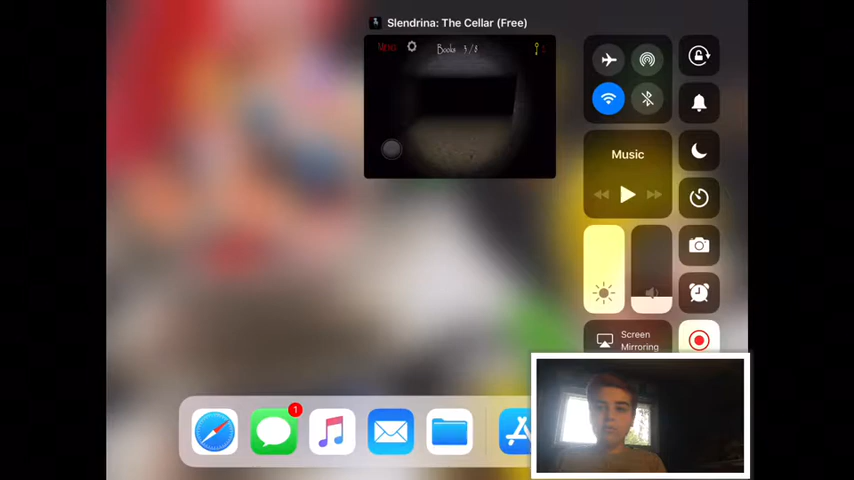 Slendrina: The Cellar (Free)
Menu
Books 3/8
Music
Screen
Mirroring
1